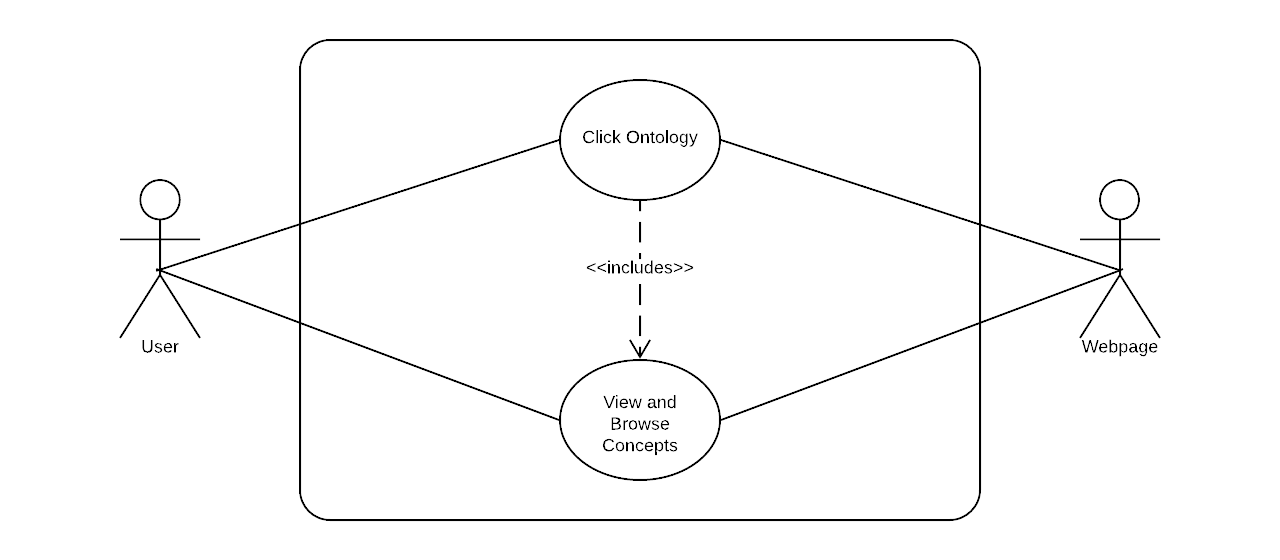 Click Ontology
<<includes>>
User
Webpage
View and
Browse
Concepts